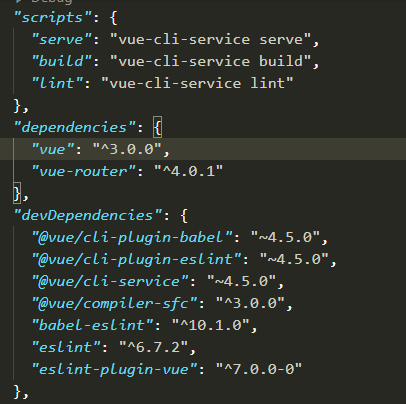 Debug
"scripts": {
"serve": "vue-cli-service serve",
"build": "vue-cli-service build",
"lint": "vue-cli-service lint"
},
"dependencies": {
"vue": "^3.0.0",
"vue-router": "^4.0.1"
},
"devDependencies": {
"@vue/cli-plugin-babel": "~4.5.0",
"@vue/cli-plugin-eslint": "~4.5.0",
"@vue/cli-service": "~4.5.0",
"@vue/compiler-sfc": "^3.0.0",
"babel-eslint": "^10.1.0",
"eslint": "^6.7.2",
"eslint-plugin-vue": "^7.0.0-0"
},